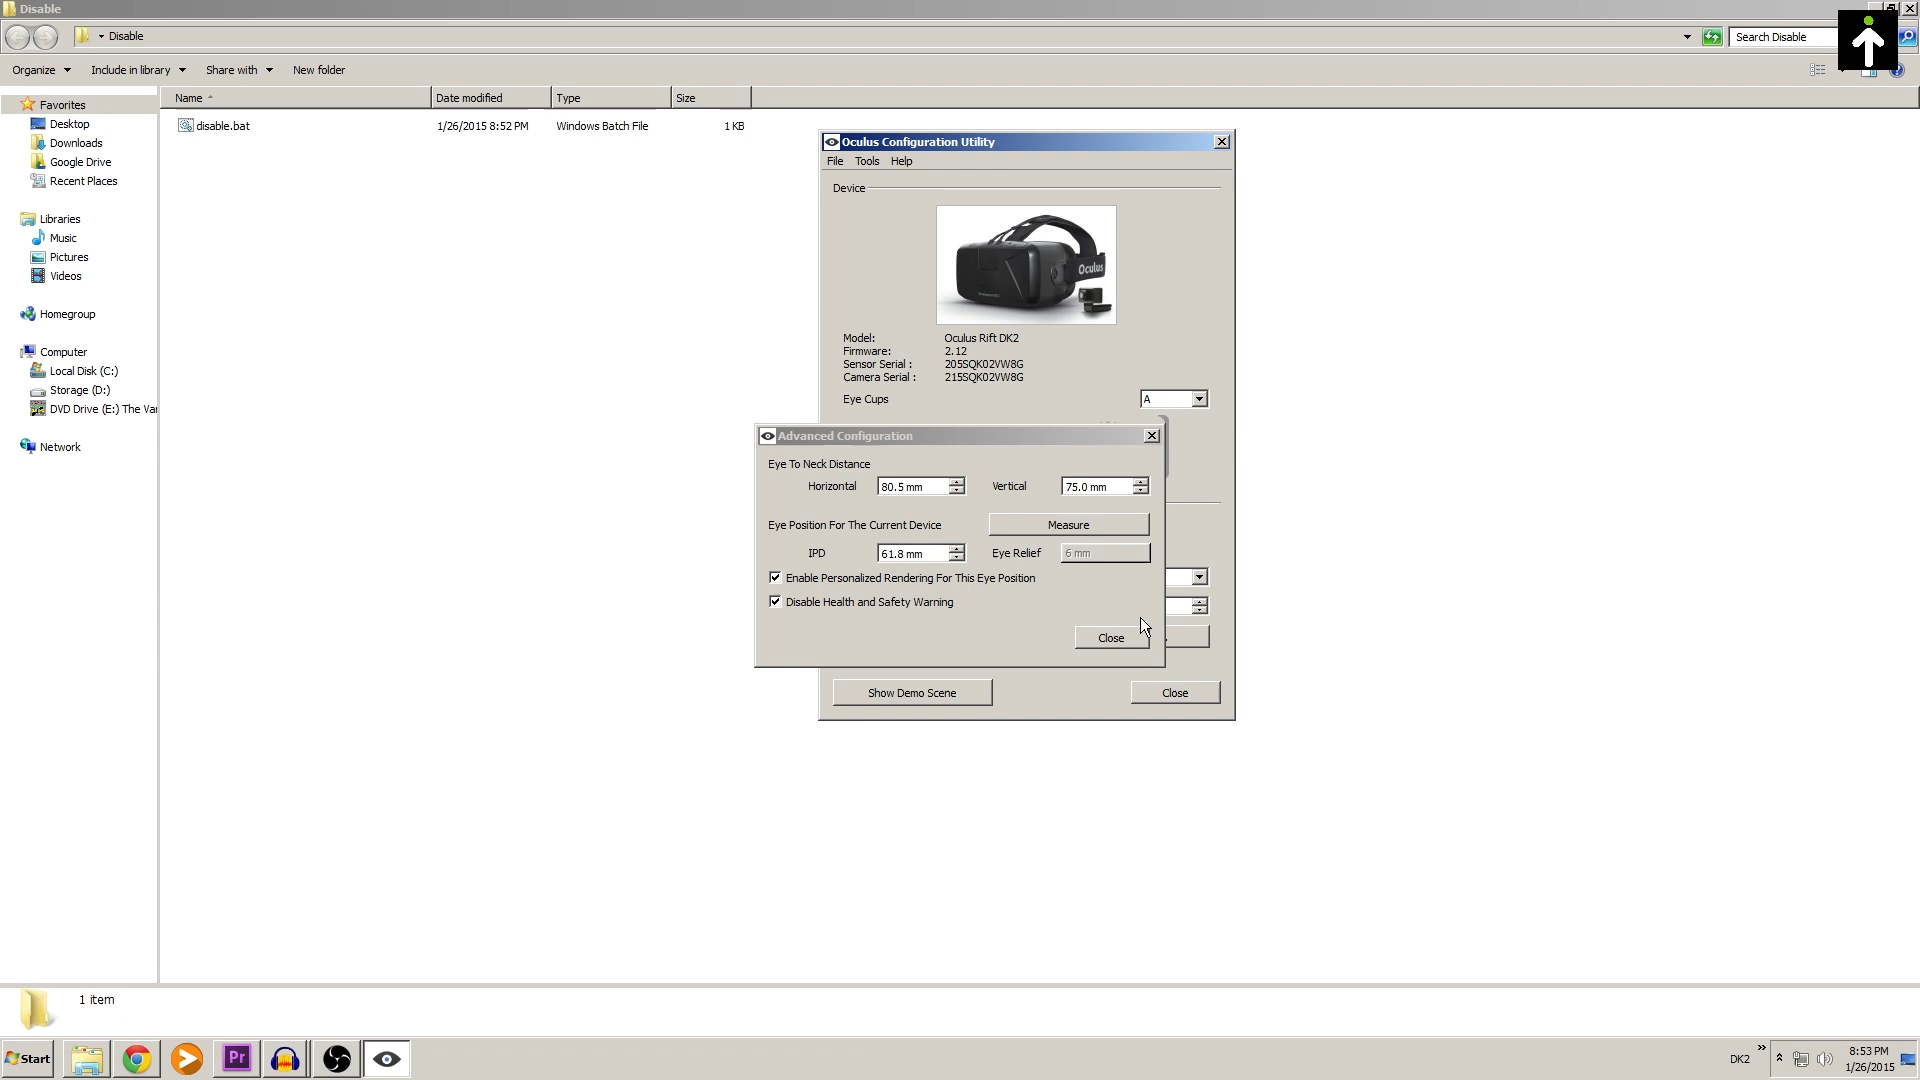 Disable
Disable
Search Disable
Organize Include in library Share with New folder
Name Date modified Type Size
disable.bat 1/26/2015 8:52 PM Windows Batch File 1 KB
Favorites
Desktop
Downloads
Google Drive
Recent Places
Libraries
Music
Pictures
Videos
Homegroup
Computer
Local Disk (C:)
Storage (D:)
DVD Drive (E:) The Var
Network
Oculus Configuration Utility
File Tools Help
Device
Oculus
Model: Oculus Rift DK2
Firmware: 2.12
Sensor Serial : 205SQK02VW8G
Camera Serial : 215SQK02VW8G
Eye Cups A
Advanced Configuration
Eye To Neck Distance
Horizontal 80.5 mm Vertical 75.0 mm
Eye Position For The Current Device Measure
IPD 61.8 mm Eye Relief 6 mm
Enable Personalized Rendering For This Eye Position
Disable Health and Safety Warning
Close
Show Demo Scene Close
1 item
Start
Pr
DK2
8:53 PM
1/26/2015